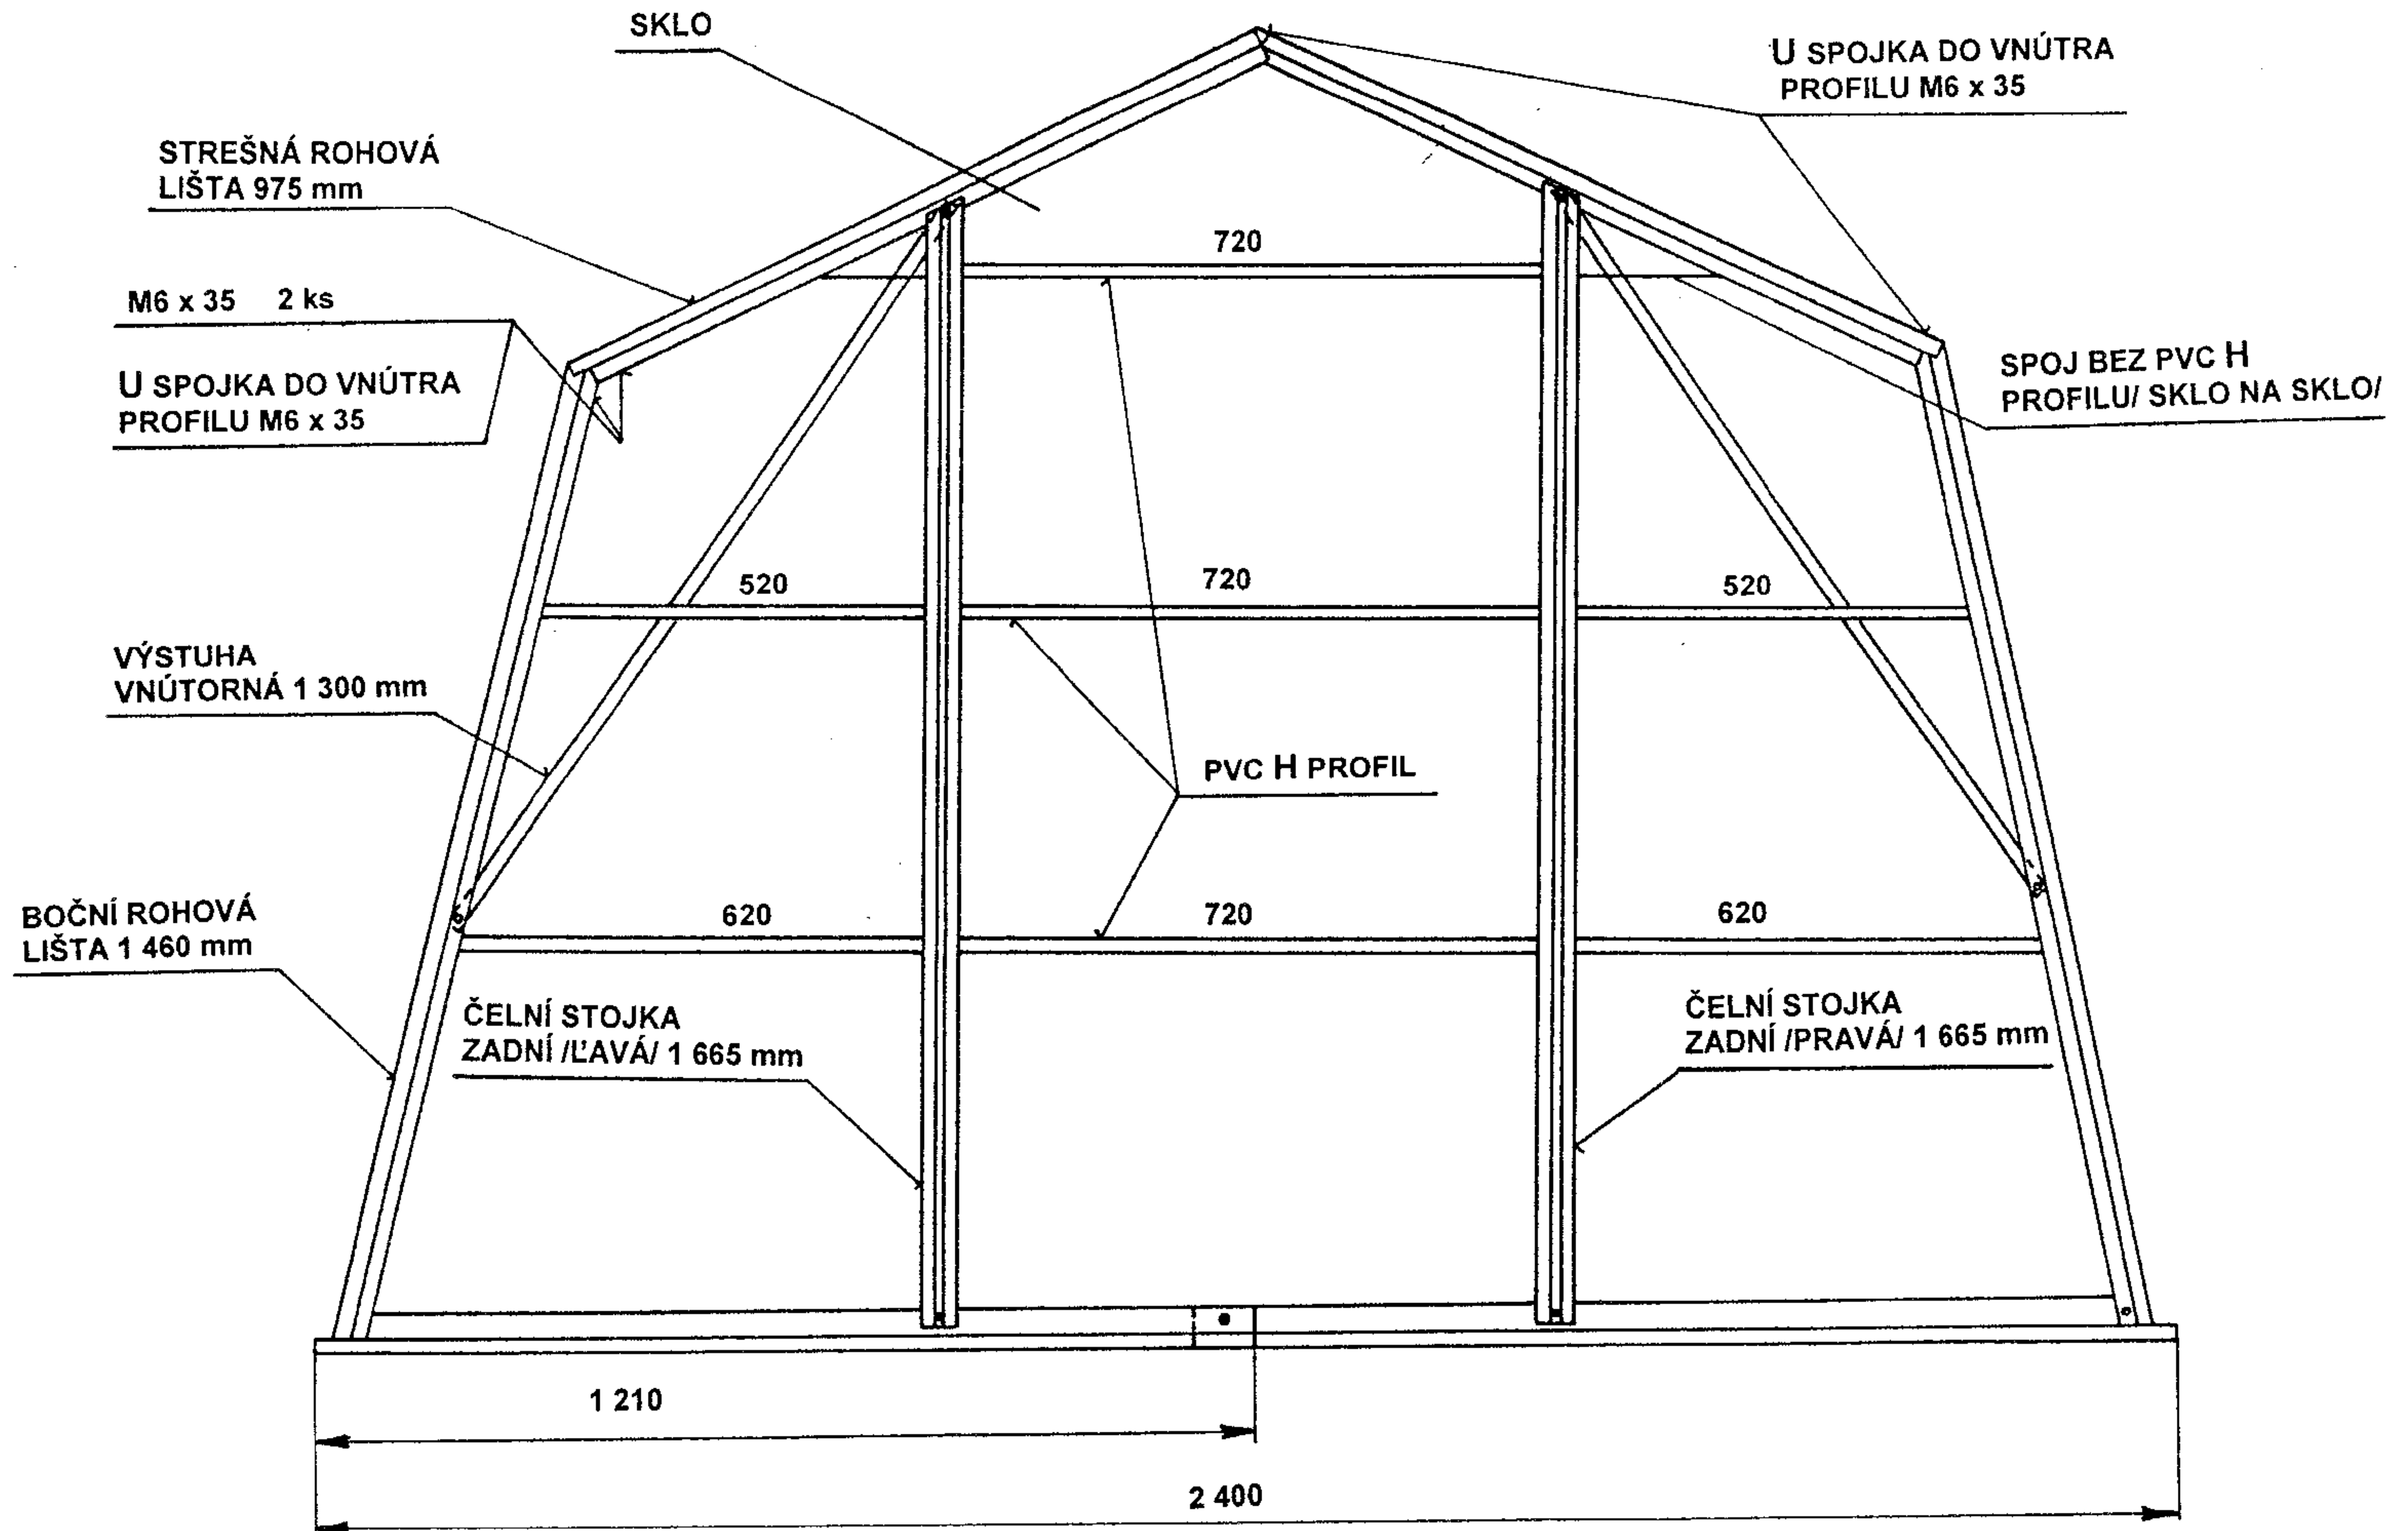 SKLO
U SPOJKA DO VNÚTRA
PROFILU M6 x 35
STREŠNÁ ROHOVÁ
LIŠTA 975 mm
720
M6 x 35 2 ks
U SPOJKA DO VNÚTRA
PROFILU M6 x 35
SPOJ BEZ PVC H
PROFILU/ SKLO NA SKLO/
520
720
520
VÝSTUHA
VNÚTORNÁ 1 300 mm
PVC H PROFIL
BOČNÍ ROHOVÁ
LIŠTA 1 460 mm
620
720
620
ČELNÍ STOJKA
ZADNÍ /ĽAVÁ/ 1 665 mm
ČELNÍ STOJKA
ZADNÍ /PRAVÁ/ 1 665 mm
1 210
2 400